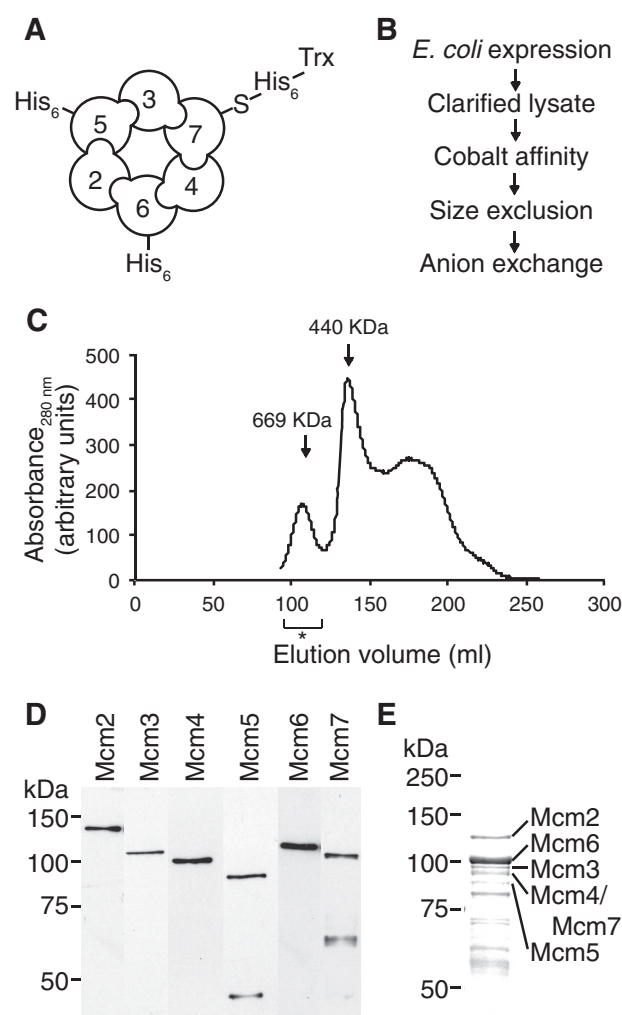 A
Trx
His6
S
His6
3
5
7
2
4
6
His6
B
E. coli expression
Clarified lysate
Cobalt affinity
Size exclusion
Anion exchange
C
440 KDa
669 KDa
Absorbance280 nm
(arbitrary units)
500
400
300
200
100
0
0 50 100 150 200 250 300
*
Elution volume (ml)
D
Mcm2 Mcm3 Mcm4 Mcm5 Mcm6 Mcm7
kDa
150
100
75
50
E
kDa
250
150
100
75
50
Mcm2
Mcm6
Mcm3
Mcm4/
Mcm7
Mcm5